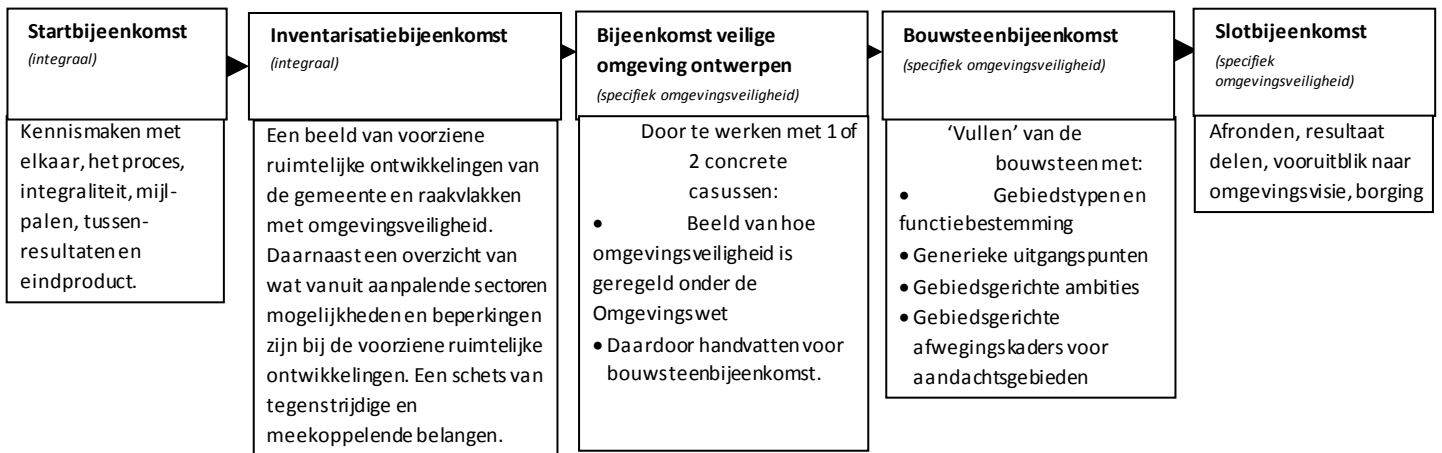 Startbijeenkomst
(integraal)
Kennismaken met
elkaar, het proces,
integraliteit, mijl-
palen, tussen-
resultaten en
eindproduct.
Inventarisatiebijeenkomst
(integraal)
Een beeld van voorziene
ruimtelijke ontwikkelingen van
de gemeente en raakvlakken
met omgevingsveiligheid.
Daarnaast een overzicht van
wat vanuit aanpalende sectoren
mogelijkheden en beperkingen
zijn bij de voorziene ruimtelijke
ontwikkelingen. Een schets van
tegenstrijdige en
meekoppelende belangen.
Bijeenkomst veilige
omgeving ontwerpen
(specifiek omgevingsveiligheid)
Door te werken met 1 of
2 concrete
casussen:
• Beeld van hoe
omgevingsveiligheid is
geregeld onder de
Omgevingswet
• Daardoor handvatten voor
bouwsteenbijeenkomst.
Bouwsteenbijeenkomst
(specifiek omgevingsveiligheid)
‘Vullen’ van de
bouwsteen met:
• Gebiedstypen en
functiebestemming
• Generieke uitgangspunten
• Gebiedsgerichte ambities
• Gebiedsgerichte
afwegingskaders voor
aandachtsgebieden
Slotbijeenkomst
(specifiek
omgevingsveiligheid)
Afronden, resultaat
delen, vooruitblik naar
omgevingsvisie, borging